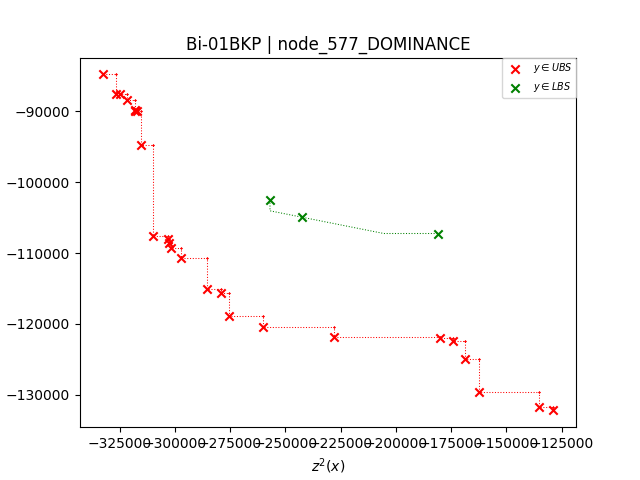 Bi-01BKP | node_577_DOMINANCE
y ∈ UBS
y ∈ LBS
−90000
−100000
−110000
−120000
−130000
−325000 −300000 −275000 −250000 −225000 −200000 −175000 −150000 −125000
z²(x)